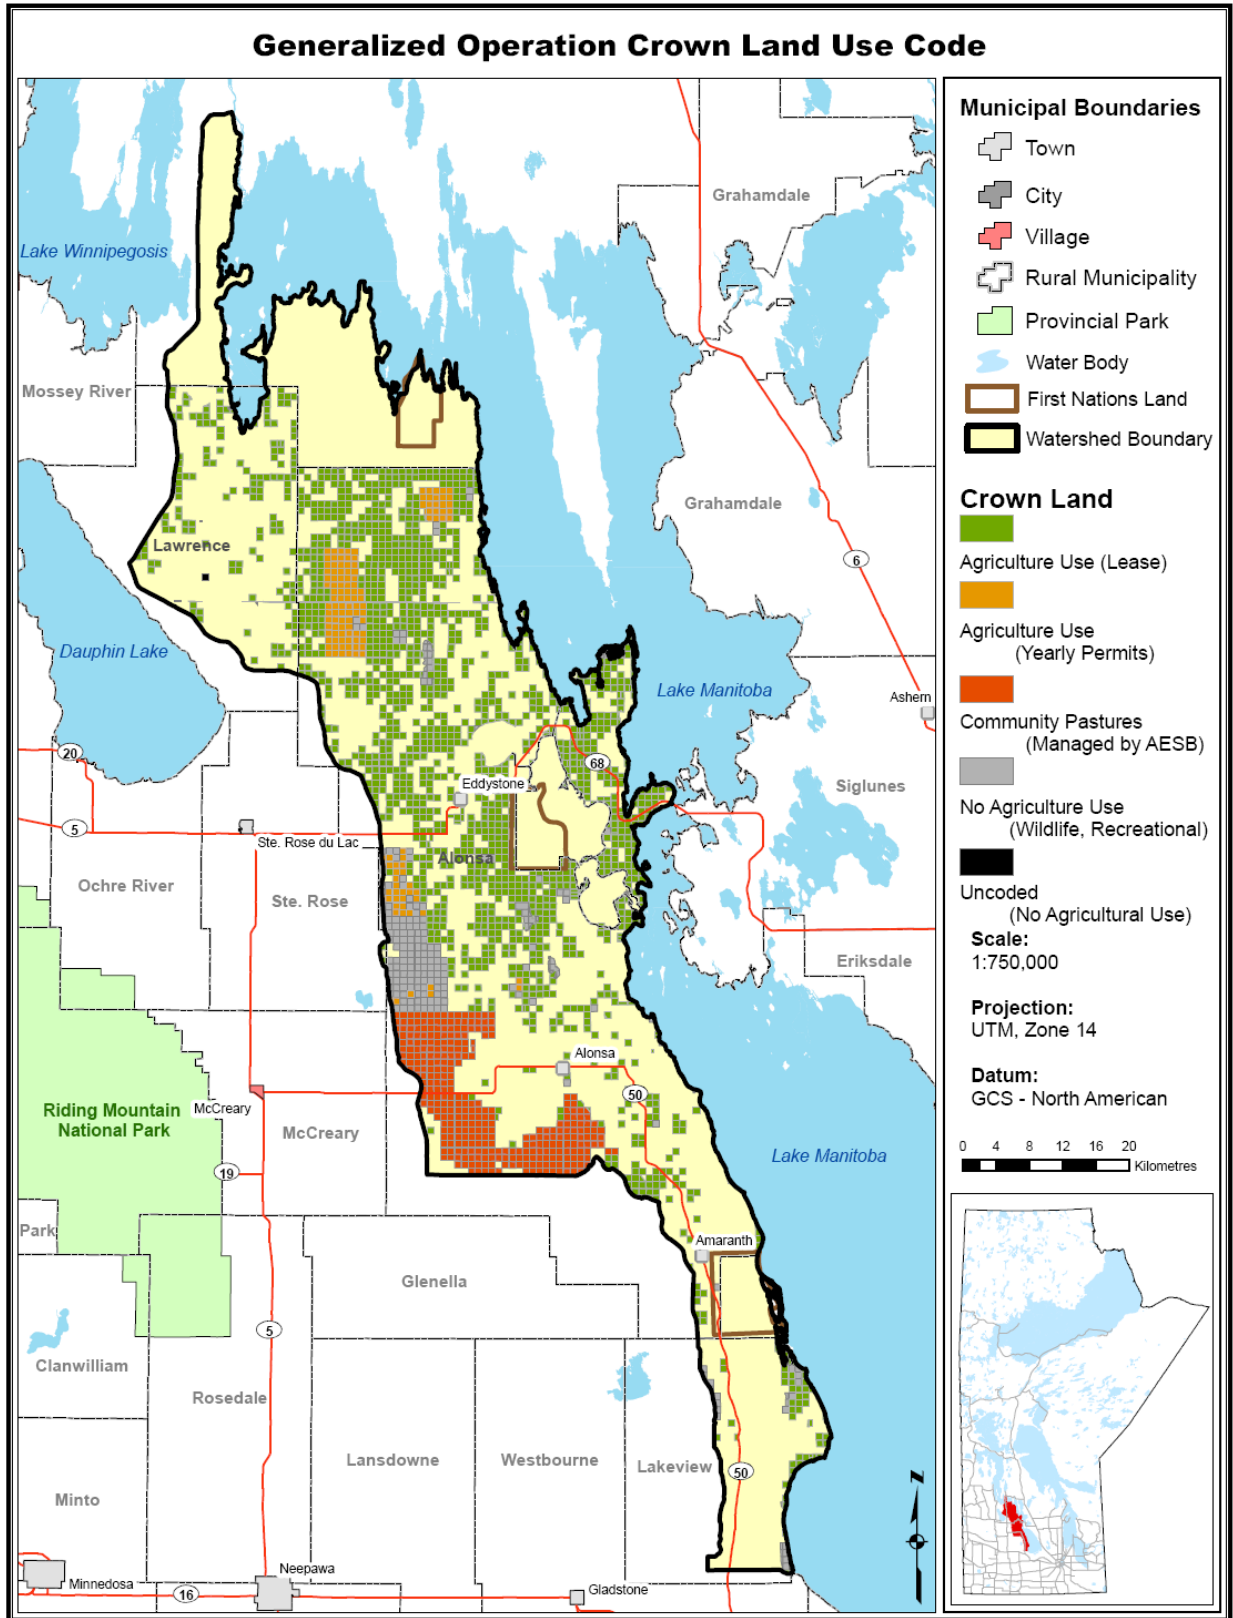 Generalized Operation Crown Land Use Code
Grahamdale
Lake Winnipegosis
Mossey River
Grahamdale
Lawrence
6
Dauphin Lake
Lake Manitoba
Ashern
20
68
Eddystone
Siglunes
5
Ste. Rose du Lac
Alonsa
Ochre River
Ste. Rose
Eriksdale
Alonsa
50
McCreary
Riding Mountain
National Park
McCreary
Lake Manitoba
19
Park
Amaranth
Glenella
5
Clanwilliam
Rosedale
Lansdowne
Westbourne
Lakeview
50
Minto
Neepawa
Minnedosa
Gladstone
16
N
Municipal Boundaries
Town
City
Village
Rural Municipality
Provincial Park
Water Body
First Nations Land
Watershed Boundary
Crown Land
Agriculture Use (Lease)
Agriculture Use
(Yearly Permits)
Community Pastures
(Managed by AESB)
No Agriculture Use
(Wildlife, Recreational)
Uncoded
(No Agricultural Use)
Scale:
1:750,000
Projection:
UTM, Zone 14
Datum:
GCS - North American
0 4 8 12 16 20
Kilometres